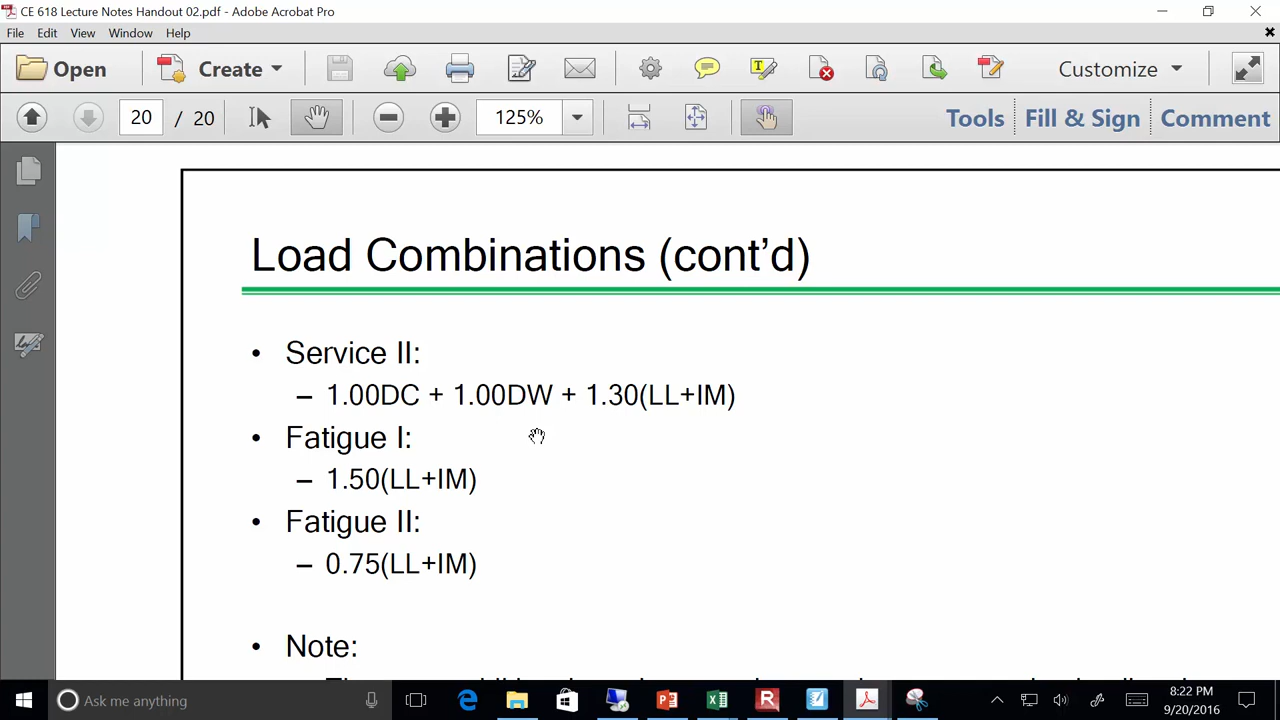 CE 618 Lecture Notes Handout 02.pdf - Adobe Acrobat Pro
File Edit View Window Help
Open Create Customize
20 / 20 125% Tools Fill & Sign Comment
Load Combinations (cont'd)
• Service II:
– 1.00DC + 1.00DW + 1.30(LL+IM)
• Fatigue I:
– 1.50(LL+IM)
• Fatigue II:
– 0.75(LL+IM)
• Note:
Ask me anything
8:22 PM
9/20/2016